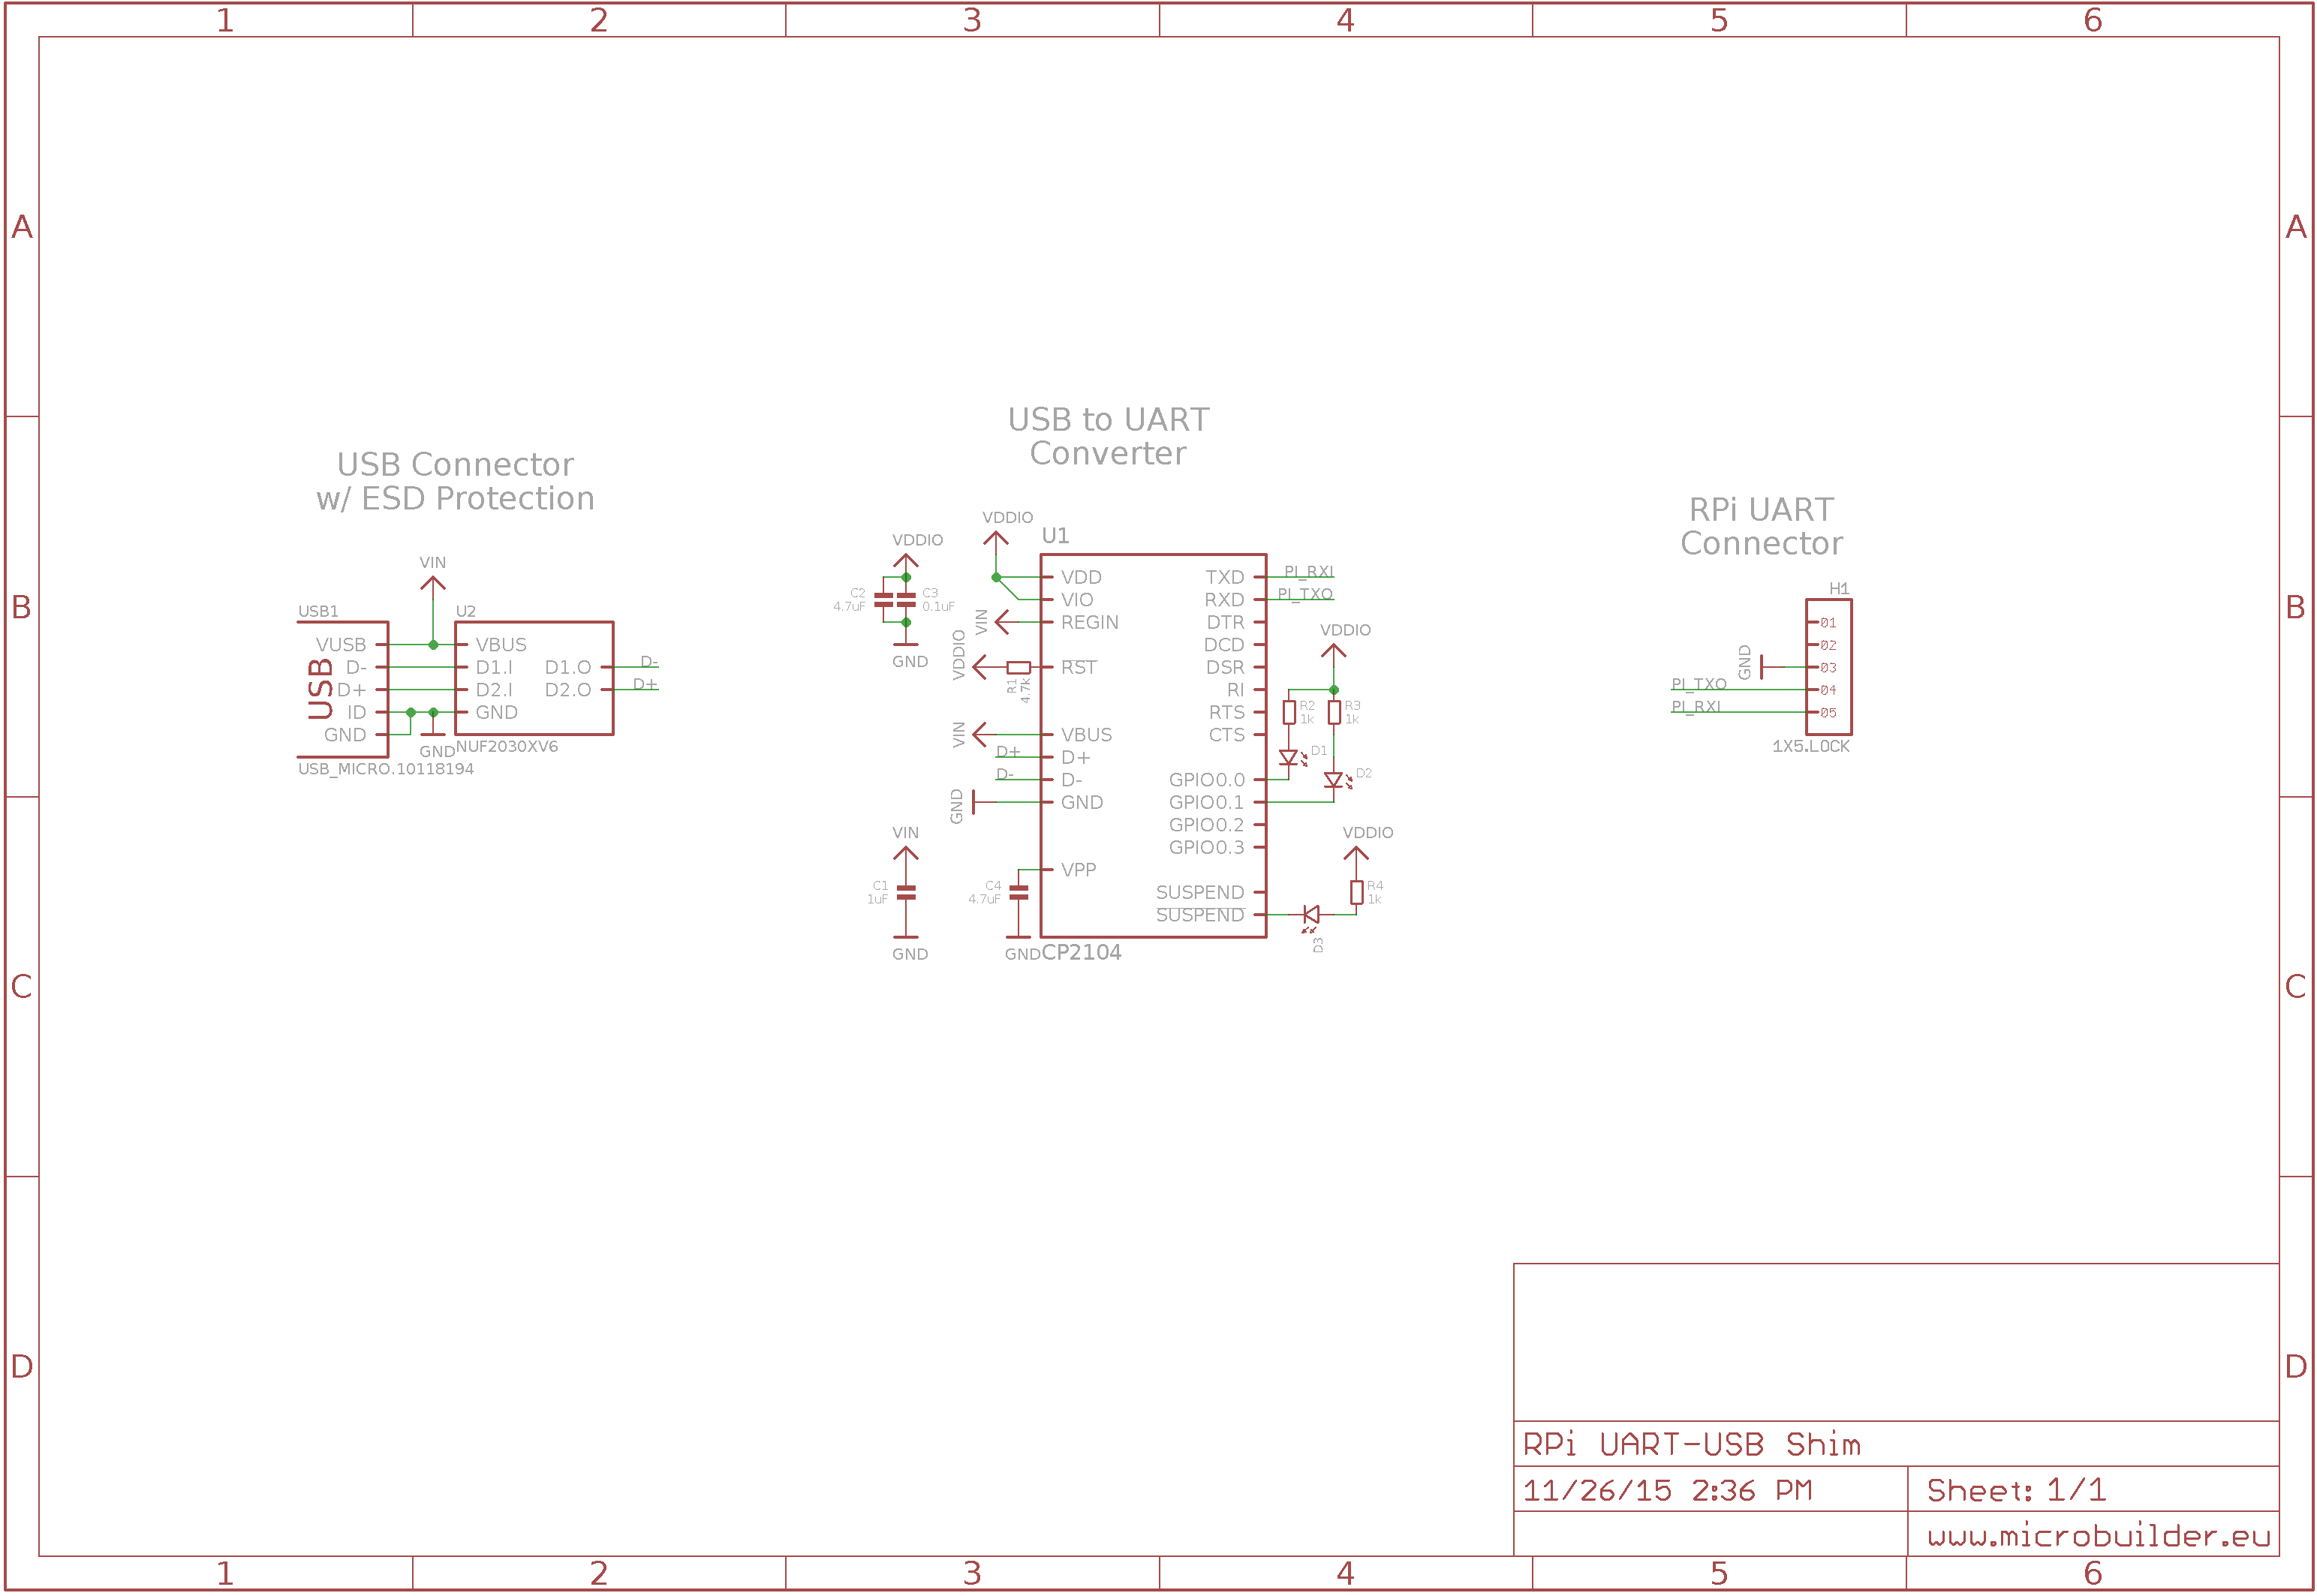 1 2 3 4 5 6
A A
B B
C C
D D
USB Connector
w/ ESD Protection
VIN
USB1
VUSB
D-
D+
ID
GND
USB
USB_MICRO.10118194
GND
U2
VBUS
D1.I
D2.I
GND
D1.O
D2.O
D-
D+
NUF2030XV6
USB to UART
Converter
VDDIO
C2
4.7uF
C3
0.1uF
GND
VDDIO
VIN
VDDIO
R1
4.7k
VIN
D+
D-
GND
VIN
C1
1uF
GND
C4
4.7uF
GND
U1
VDD
VIO
REGIN
RST
VBUS
D+
D-
GND
VPP
TXD
RXD
DTR
DCD
DSR
RI
RTS
CTS
GPIO0.0
GPIO0.1
GPIO0.2
GPIO0.3
SUSPEND
SUSPEND
CP2104
PI_RXI
PI_TXO
VDDIO
R2
1k
R3
1k
D1
D2
VDDIO
R4
1k
D3
RPi UART
Connector
H1
01
02
03
04
05
GND
PI_TXO
PI_RXI
1X5.LOCK
RPi UART-USB Shim
11/26/15 2:36 PM
Sheet: 1/1
www.microbuilder.eu
1 2 3 4 5 6